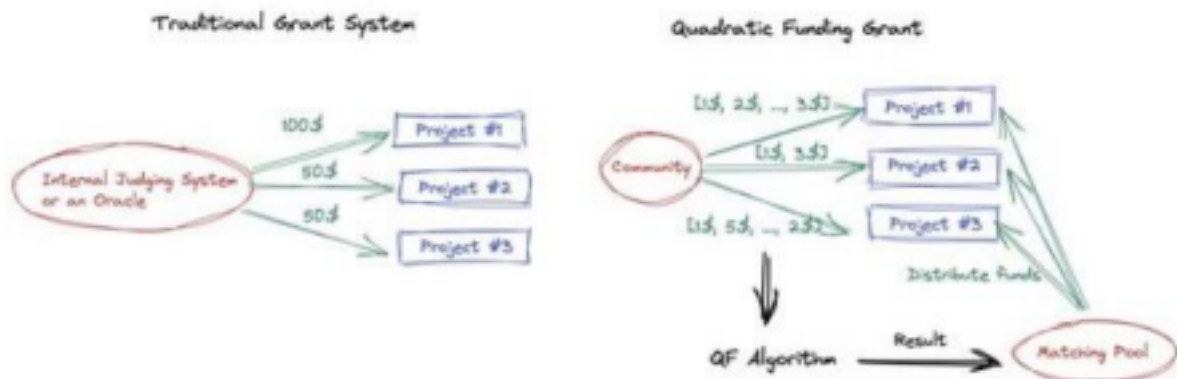 Traditional Grant System
Quadratic Funding Grant
100$
Project #1
Internal Judging System
or an Oracle
50$
Project #2
50$
Project #3
[1$, 2$, ..., 3$]
Project #1
Community
[1$, 3$]
Project #2
[1$, 5$, ..., 2$]
Project #3
Distribute funds
QF Algorithm
Result
Matching Pool